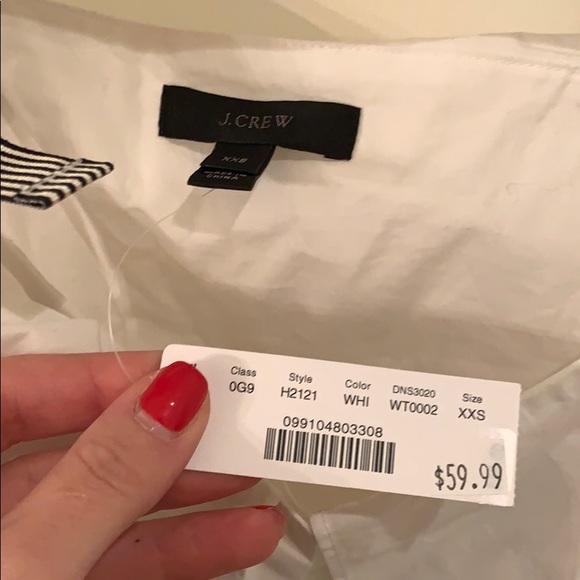 J.CREW
XXS
MADE IN
CHINA
Class Style Color DNS3020 Size
0G9 H2121 WHI WT0002 XXS
099104803308
$59.99